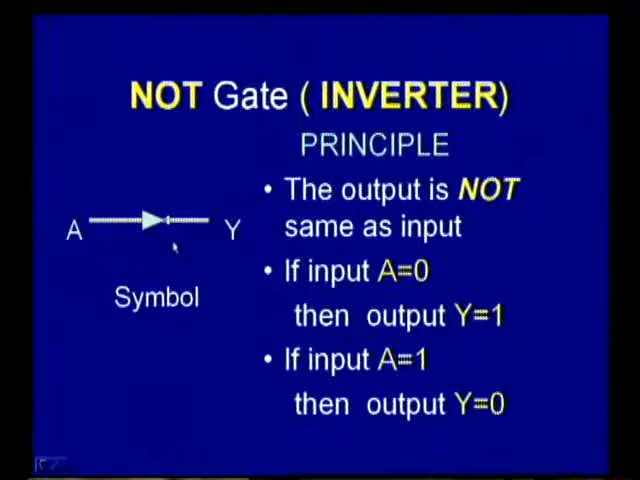 NOT Gate ( INVERTER)
PRINCIPLE
• The output is NOT
same as input
A
Y
• If input A=0
Symbol
then output Y=1
• If input A=1
then output Y=0